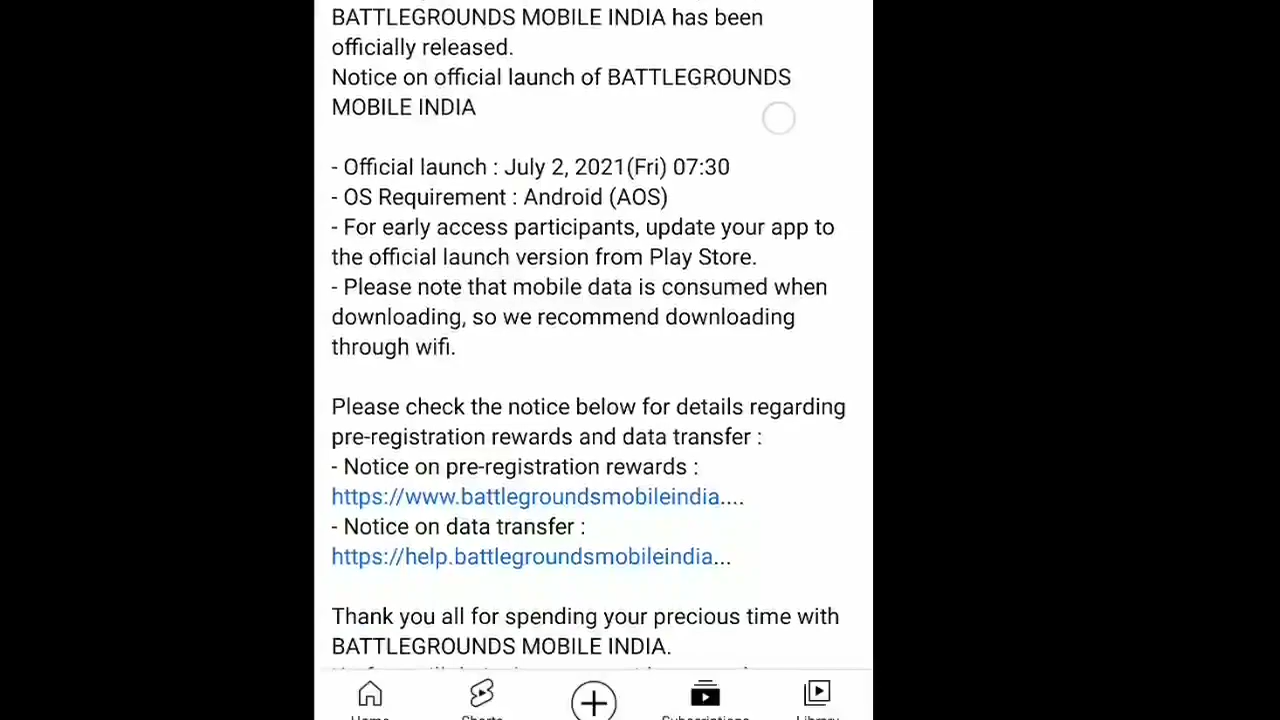 BATTLEGROUNDS MOBILE INDIA has been
officially released.
Notice on official launch of BATTLEGROUNDS
MOBILE INDIA
- Official launch : July 2, 2021(Fri) 07:30
- OS Requirement : Android (AOS)
- For early access participants, update your app to
the official launch version from Play Store.
- Please note that mobile data is consumed when
downloading, so we recommend downloading
through wifi.
Please check the notice below for details regarding
pre-registration rewards and data transfer :
- Notice on pre-registration rewards :
https://www.battlegroundsmobileindia....
- Notice on data transfer :
https://help.battlegroundsmobileindia...
Thank you all for spending your precious time with
BATTLEGROUNDS MOBILE INDIA.
Home Shorts Subscriptions Library